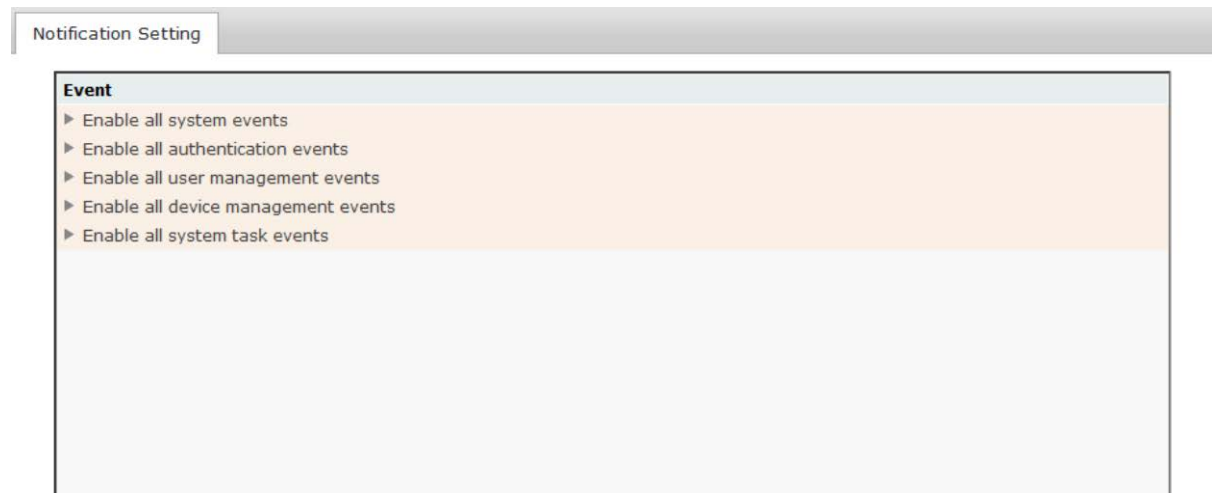 Notification Setting
Event
Enable all system events
Enable all authentication events
Enable all user management events
Enable all device management events
Enable all system task events